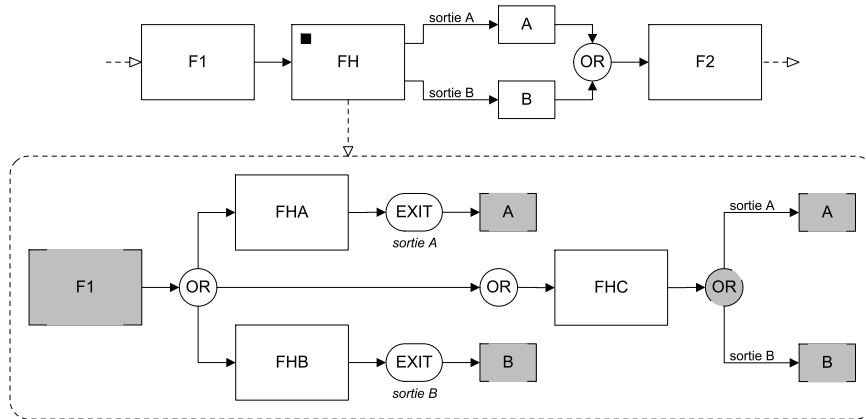 sortie A
A
F1
FH
OR
F2
sortie B
B
FHA
EXIT
A
sortie A
sortie A
A
F1
OR
OR
FHC
OR
FHB
EXIT
B
sortie B
sortie B
B